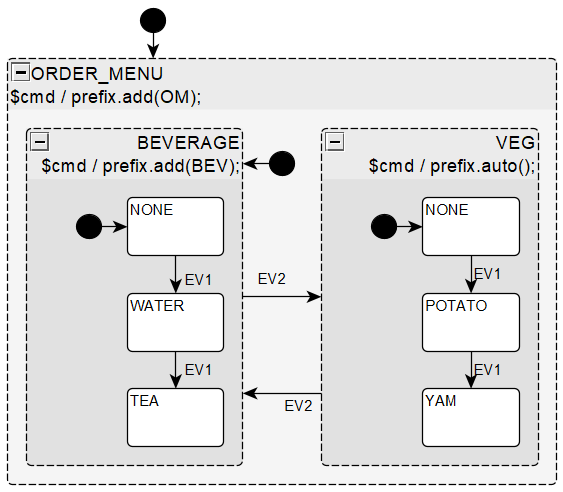 ORDER_MENU
$cmd / prefix.add(OM);
BEVERAGE
$cmd / prefix.add(BEV);
NONE
EV1
WATER
EV1
TEA
EV2
EV2
VEG
$cmd / prefix.auto();
NONE
EV1
POTATO
EV1
YAM